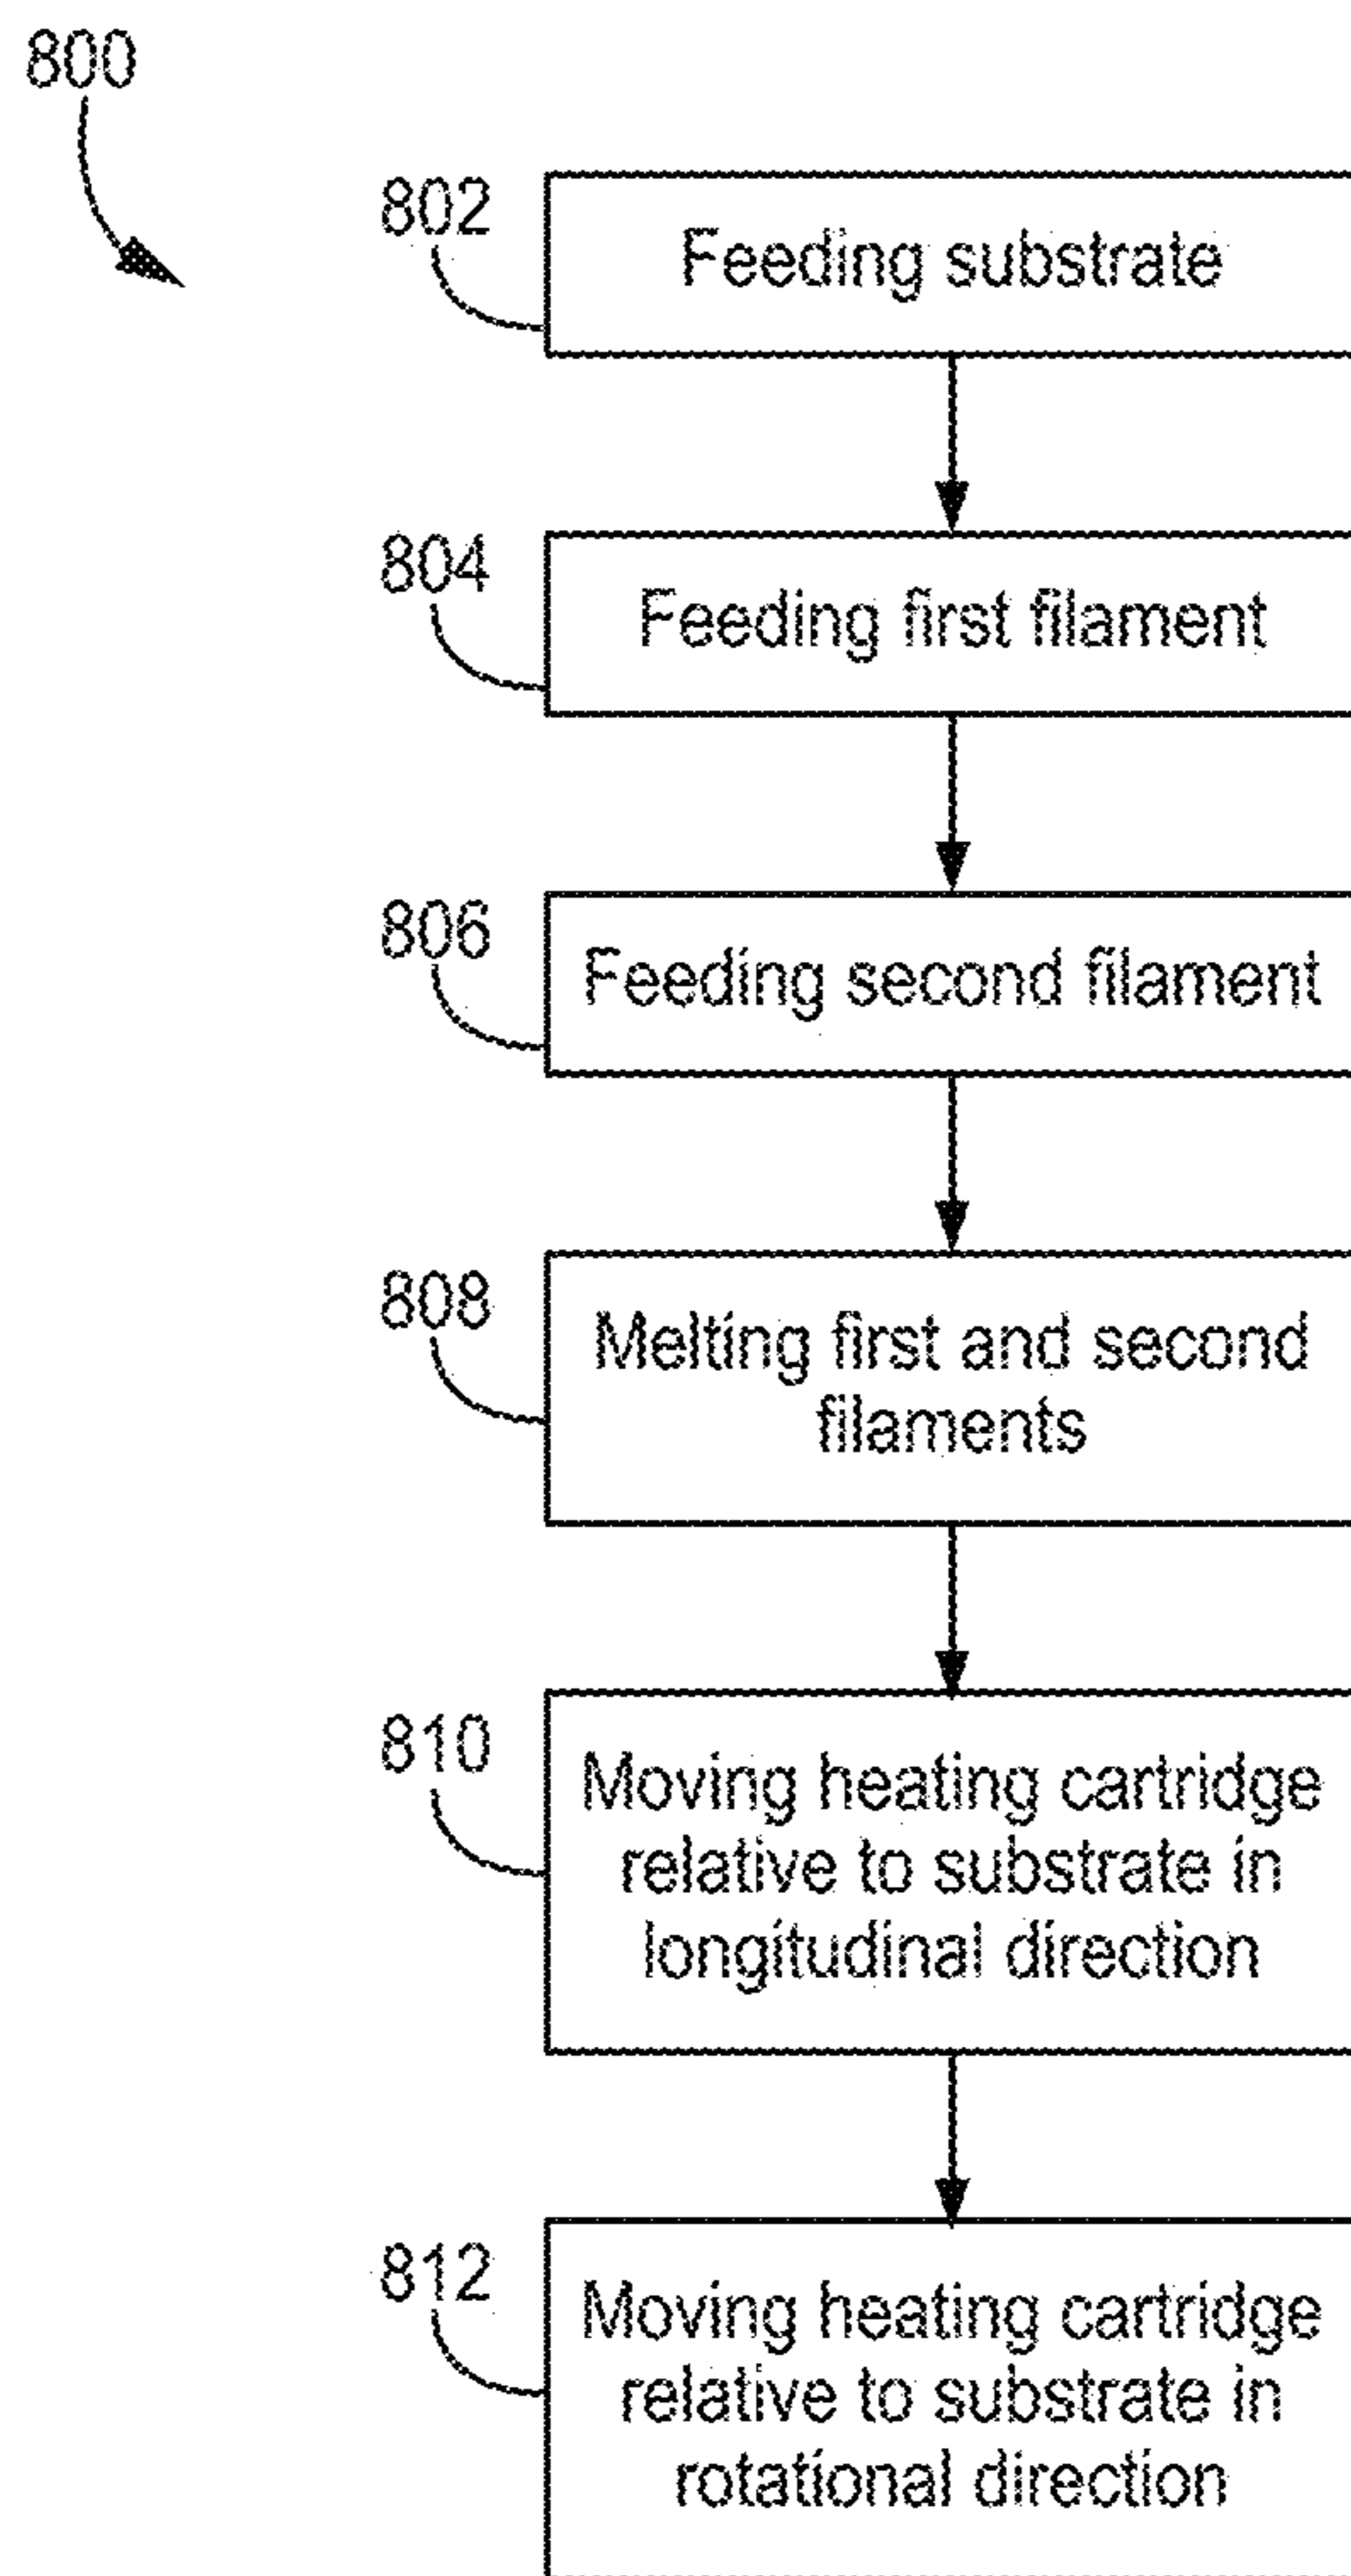 800
802
Feeding substrate
804
Feeding first filament
806
Feeding second filament
808
Melting first and second
filaments
810
Moving heating cartridge
relative to substrate in
longitudinal direction
812
Moving heating cartridge
relative to substrate in
rotational direction